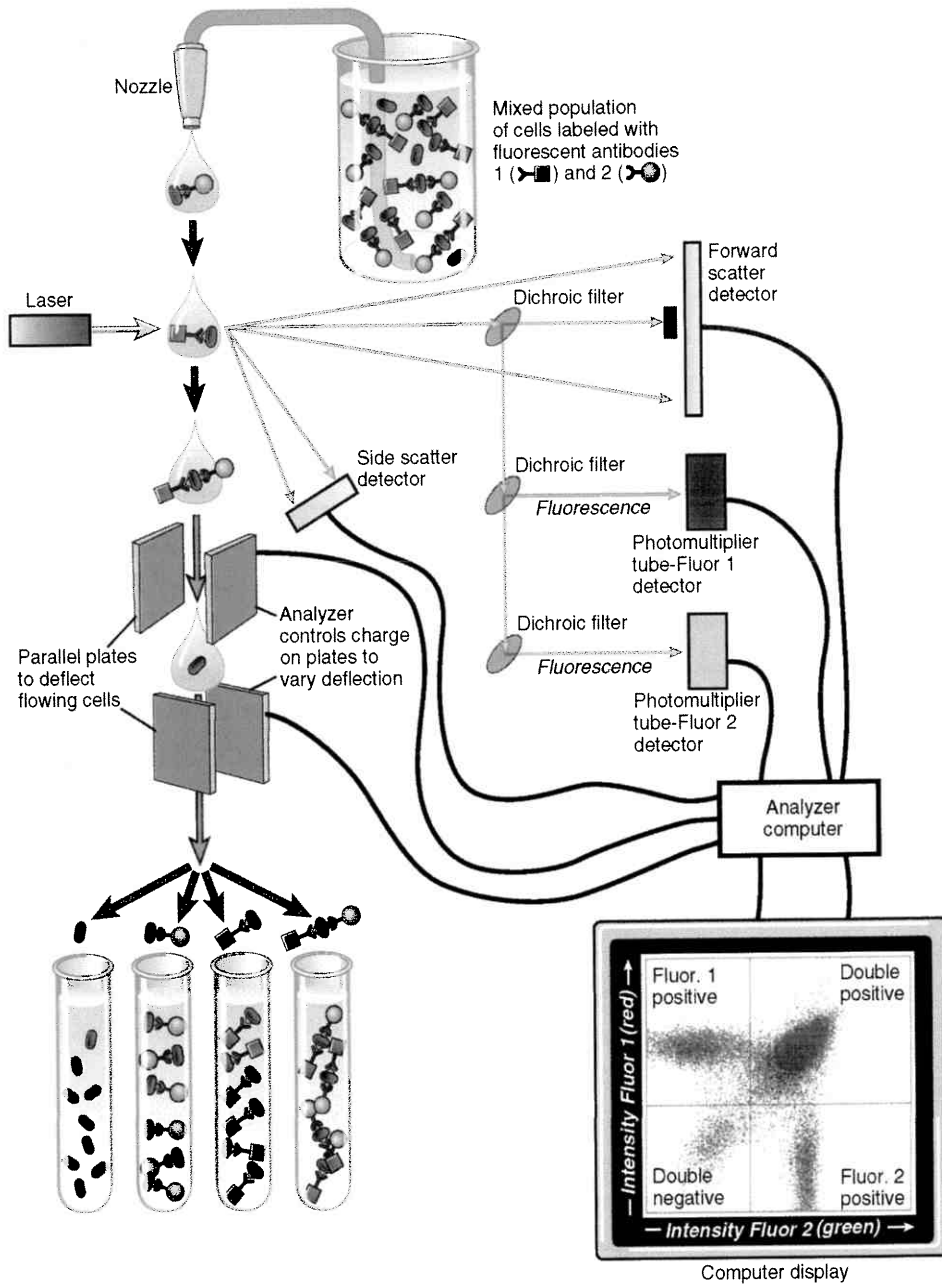 Nozzle
Mixed population
of cells labeled with
fluorescent antibodies
1 ( ) and 2 ( )
Laser
Dichroic filter
Forward
scatter
detector
Side scatter
detector
Dichroic filter
Fluorescence
Photomultiplier
tube-Fluor 1
detector
Parallel plates
to deflect
flowing cells
Analyzer
controls charge
on plates to
vary deflection
Dichroic filter
Fluorescence
Photomultiplier
tube-Fluor 2
detector
Analyzer
computer
Intensity Fluor 1 (red)
Fluor. 1
positive
Double
positive
Double
negative
Fluor. 2
positive
Intensity Fluor 2 (green)
Computer display